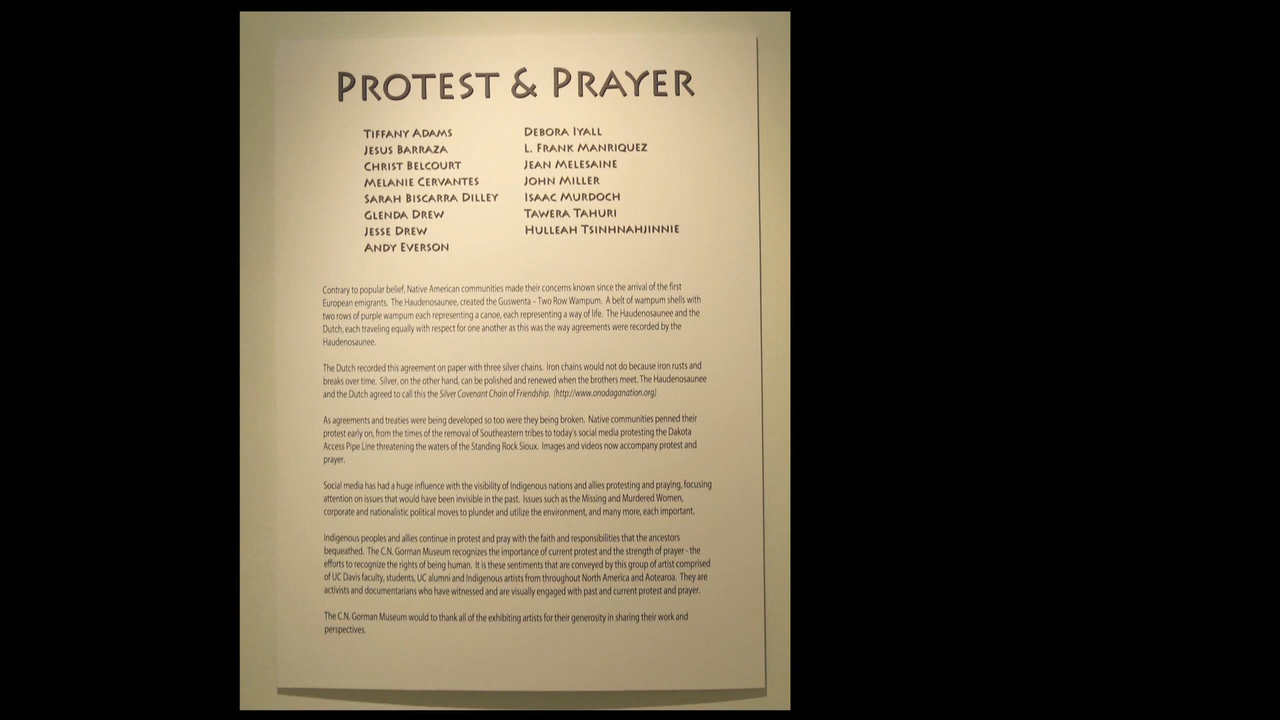 PROTEST & PRAYER
TIFFANY ADAMS
JESUS BARRAZA
CHRIST BELCOURT
MELANIE CERVANTES
SARAH BISCARRA DILLEY
GLENDA DREW
JESSE DREW
ANDY EVERSON
DEBORA IYALL
L. FRANK MANRIQUEZ
JEAN MELESAINE
JOHN MILLER
ISAAC MURDOCH
TAWERA TAHURI
HULLEAH TSINHNAHJINNIE
Contrary to popular belief, Native American communities made their concerns known since the arrival of the first
European emigrants. The Haudenosaunee, created the Guswenta - Two Row Wampum. A belt of wampum shells with
two rows of purple wampum each representing a canoe, each representing a way of life. The Haudenosaunee and the
Dutch, each traveling equally with respect for one another as this was the way agreements were recorded by the
Haudenosaunee.
The Dutch recorded this agreement on paper with three silver chains. Iron chains would not do because iron rusts and
breaks over time. Silver, on the other hand, can be polished and renewed when the brothers meet. The Haudenosaunee
and the Dutch agreed to call this the Silver Covenant Chain of Friendship. (http://www.onodaganation.org)
As agreements and treaties were being developed so too were they being broken. Native communities penned their
protest early on, from the times of the removal of Southeastern tribes to today's social media protesting the Dakota
Access Pipe Line threatening the waters of the Standing Rock Sioux. Images and videos now accompany protest and
prayer.
Social media has had a huge influence with the visibility of Indigenous nations and allies protesting and praying, focusing
attention on issues that would have been invisible in the past. Issues such as the Missing and Murdered Women,
corporate and nationalistic political moves to plunder and utilize the environment, and many more, each important.
Indigenous peoples and allies continue in protest and pray with the faith and responsibilities that the ancestors
bequeathed. The C.N. Gorman Museum recognizes the importance of current protest and the strength of prayer - the
efforts to recognize the rights of being human. It is these sentiments that are conveyed by this group of artist comprised
of UC Davis faculty, students, UC alumni and Indigenous artists from throughout North America and Aotearoa. They are
activists and documentarians who have witnessed and are visually engaged with past and current protest and prayer.
The C.N. Gorman Museum would to thank all of the exhibiting artists for their generosity in sharing their work and
perspectives.